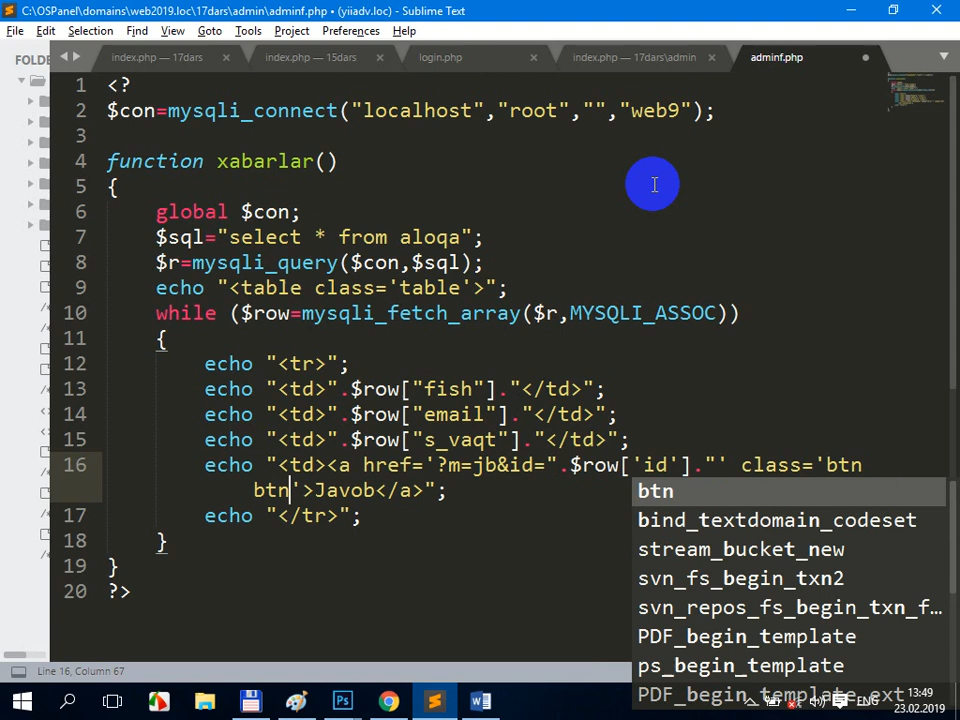 C:\OSPanel\domains\web2019.loc\17dars\admin\adminf.php • (yiiadv.loc) - Sublime Text
File Edit Selection Find View Goto Tools Project Preferences Help
FOLD
index.php — 17dars
index.php — 15dars
login.php
index.php — 17dars\admin
adminf.php
1 <?
2 $con=mysqli_connect("localhost","root","","web9");
3
4 function xabarlar()
5 {
6 global $con;
7 $sql="select * from aloqa";
8 $r=mysqli_query($con,$sql);
9 echo "<table class='table'>";
10 while ($row=mysqli_fetch_array($r,MYSQLI_ASSOC))
11 {
12 echo "<tr>";
13 echo "<td>".$row["fish"]."</td>";
14 echo "<td>".$row["email"]."</td>";
15 echo "<td>".$row["s_vaqt"]."</td>";
16 echo "<td><a href='?m=jb&id=".$row['id']."' class='btn
btn'>Javob</a>";
17 echo "</tr>";
18 }
19 }
20 ?>
btn
bind_textdomain_codeset
stream_bucket_new
svn_fs_begin_txn2
svn_repos_fs_begin_txn_f…
PDF_begin_template
ps_begin_template
PDF_begin_template_ext
Line 16, Column 67
ENG
13:49
23.02.2019